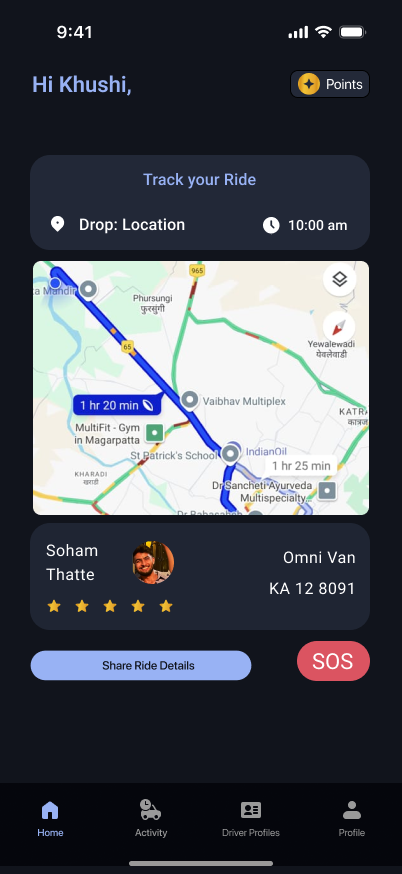 9:41
Hi Khushi,
Points
Track your Ride
Drop: Location
10:00 am
965
ta Mandir
Phursungi
फुरसुंगी
65
Yewalewadi
येवलेवाडी
1 hr 20 min
Vaibhav Multiplex
KATRA
कात्रज
MultiFit - Gym
in Magarpatta
St Patrick's School
IndianOil
1 hr 25 min
KHARADI
खराडी
Dr Sancheti Ayurveda
Multispecialty...
Dr Babasaheb
Soham
Thatte
Omni Van
KA 12 8091
Share Ride Details
SOS
Home
Activity
Driver Profiles
Profile